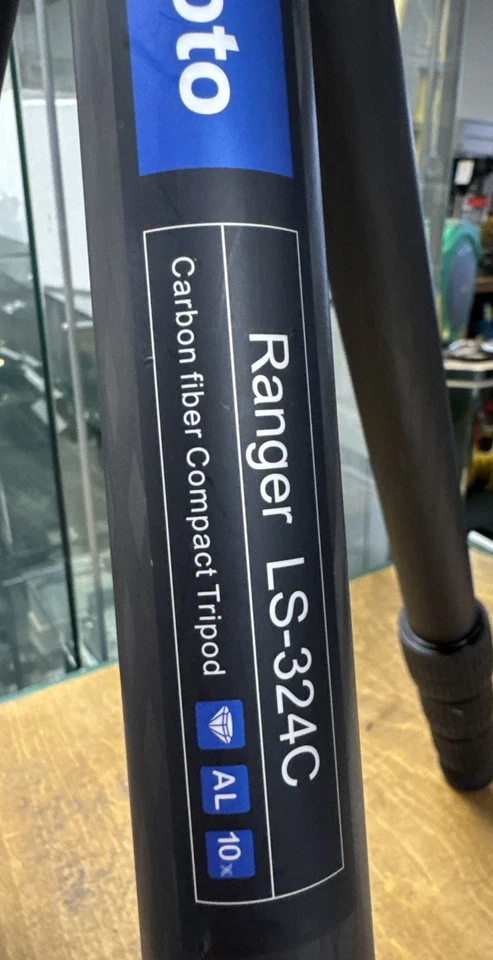 oto
Ranger LS-324C
Carbon fiber Compact Tripod
AL
10x